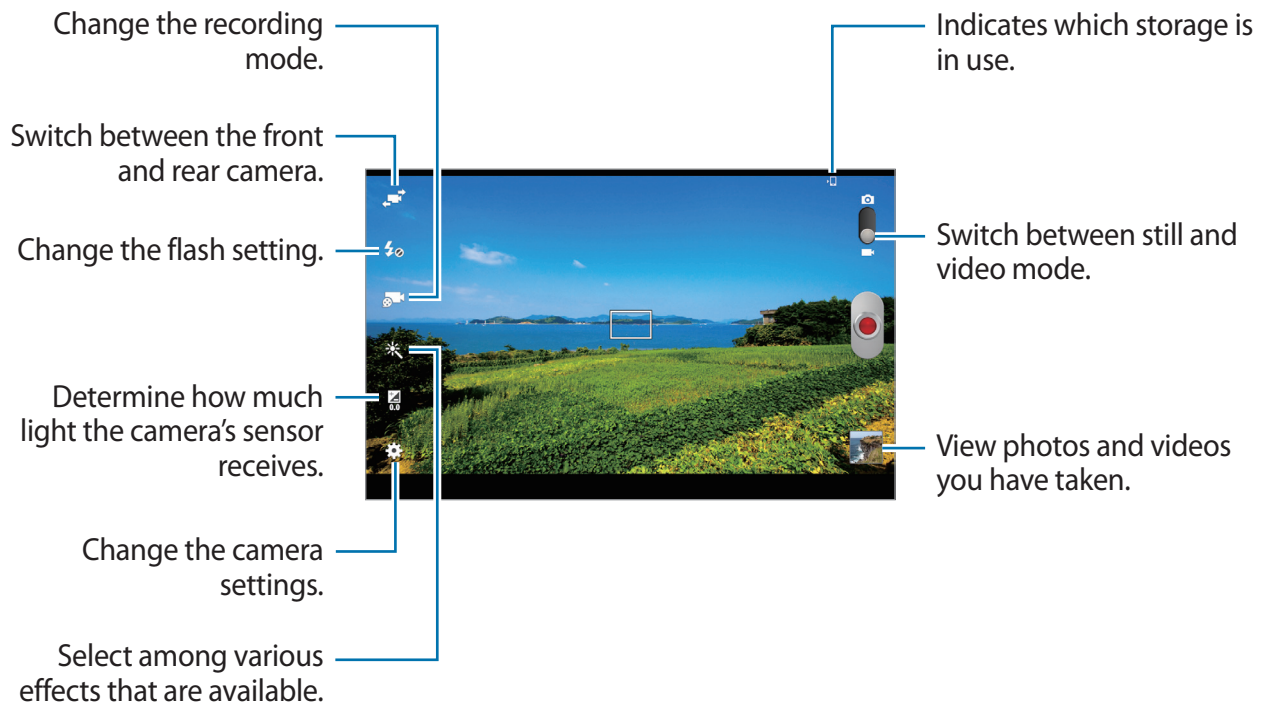 Change the recording
mode.
Switch between the front
and rear camera.
Change the flash setting.
Determine how much
light the camera’s sensor
receives.
Change the camera
settings.
Select among various
effects that are available.
0.0
Indicates which storage is
in use.
Switch between still and
video mode.
View photos and videos
you have taken.